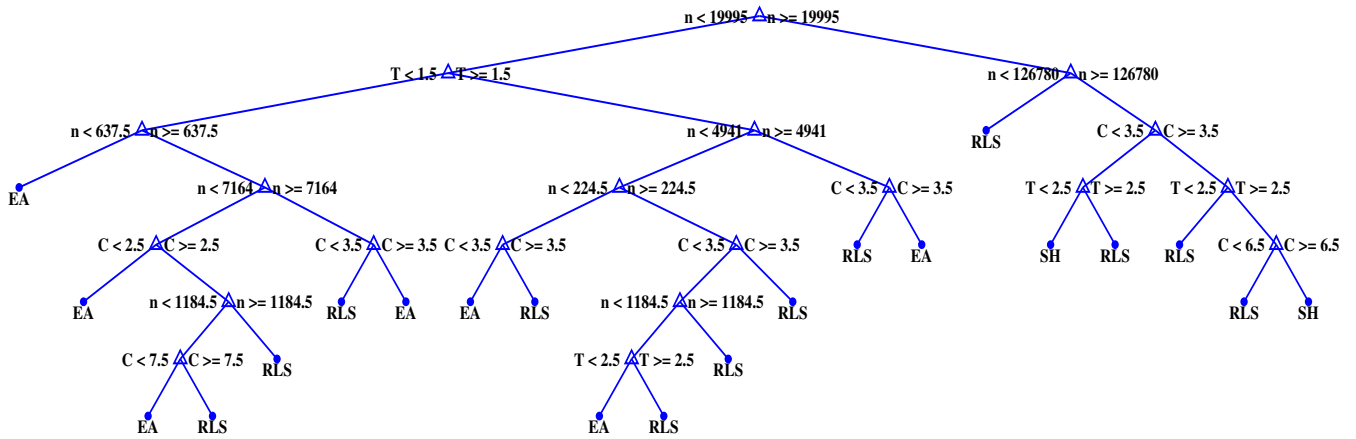 n < 19995 n >= 19995
T < 1.5 T >= 1.5 n < 126780 n >= 126780
n < 637.5 n >= 637.5 n < 4941 n >= 4941 RLS C < 3.5 C >= 3.5
EA n < 7164 n >= 7164 n < 224.5 n >= 224.5 C < 3.5 C >= 3.5 T < 2.5 T >= 2.5 T < 2.5 T >= 2.5
C < 2.5 C >= 2.5 C < 3.5 C >= 3.5 C < 3.5 C >= 3.5 C < 3.5 C >= 3.5 RLS EA SH RLS RLS C < 6.5 C >= 6.5
EA n < 1184.5 n >= 1184.5 RLS EA EA RLS n < 1184.5 n >= 1184.5 RLS RLS SH
C < 7.5 C >= 7.5 RLS T < 2.5 T >= 2.5 RLS
EA RLS EA RLS